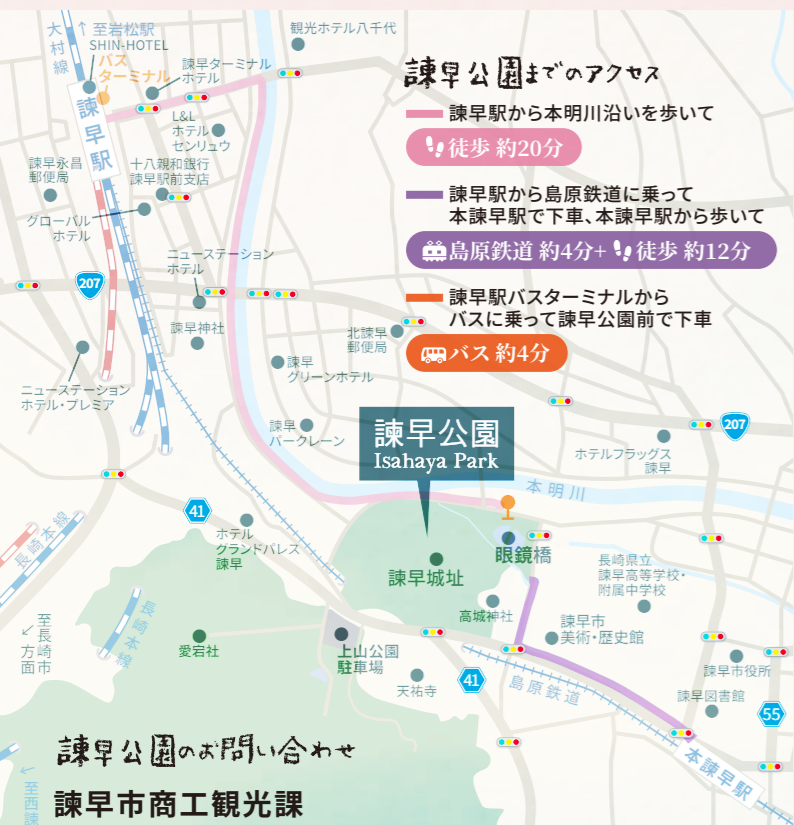 大村線
↑至岩松駅
SHIN-HOTEL
バス
ターミナル
諫早ターミナル
ホテル
観光ホテル八千代
諫早駅
L&L
ホテル
センリュウ
諫早永昌
郵便局
十八親和銀行
諫早駅前支店
グローバル
ホテル
ニューステーション
ホテル
207
諫早神社
ニューステーション
ホテル・プレミア
北諫早
郵便局
諫早
グリーンホテル
諫早
パークレーン
諫早公園までのアクセス
諫早駅から本明川沿いを歩いて
徒歩 約20分
諫早駅から島原鉄道に乗って
本諫早駅で下車、本諫早駅から歩いて
島原鉄道 約4分+ 徒歩 約12分
諫早駅バスターミナルから
バスに乗って諫早公園前で下車
バス 約4分
諫早公園
Isahaya Park
207
ホテルフラッグス
諫早
本明川
41
ホテル
グランドパレス
諫早
長崎本線
眼鏡橋
諫早城址
長崎県立
諫早高等学校・
附属中学校
高城神社
長崎本線
至長崎市
方面
↙
愛宕社
上山公園
駐車場
諫早市
美術・歴史館
天祐寺
41
島原鉄道
諫早市役所
諫早図書館
55
本諫早駅
諫早公園のお問い合わせ
諫早市商工観光課
←至西諫